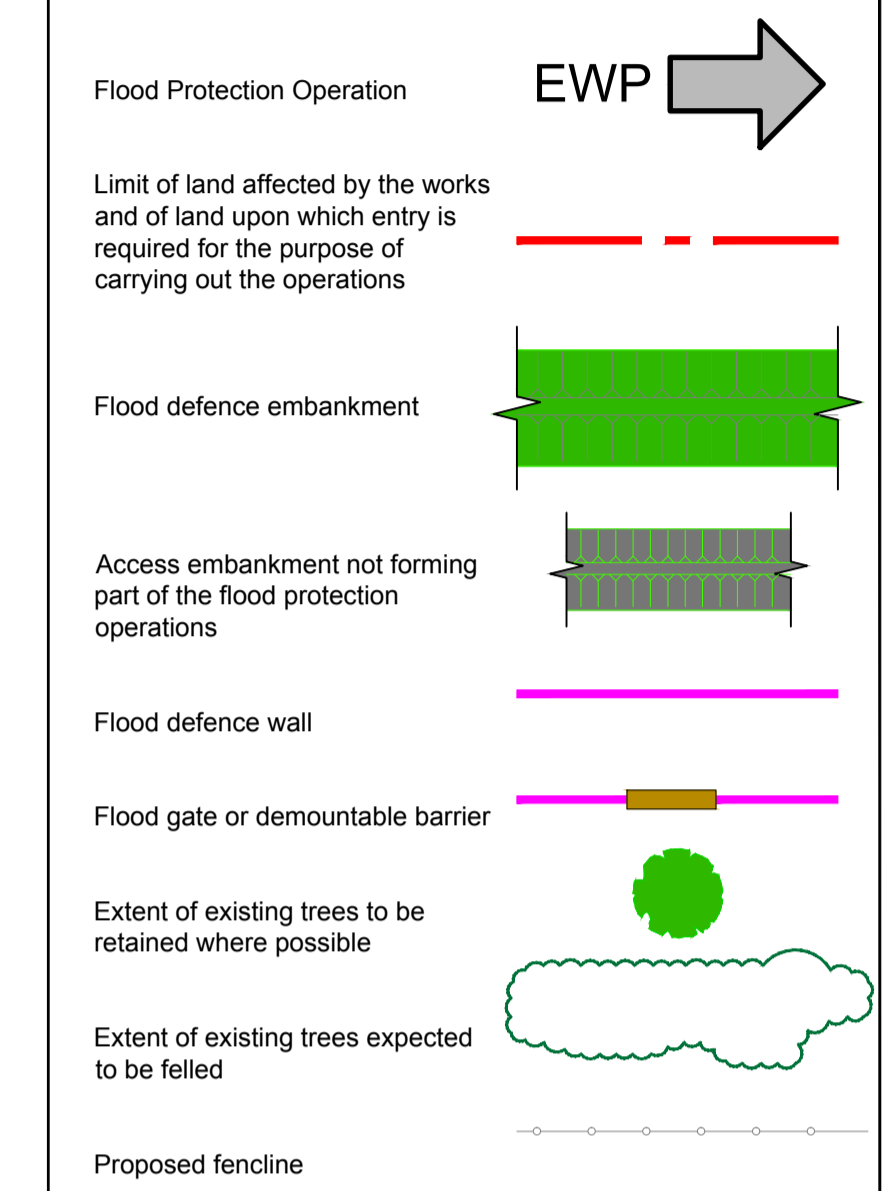 Flood Protection Operation
EWP
Limit of land affected by the works
and of land upon which entry is
required for the purpose of
carrying out the operations
Flood defence embankment
Access embankment not forming
part of the flood protection
operations
Flood defence wall
Flood gate or demountable barrier
Extent of existing trees to be
retained where possible
Extent of existing trees expected
to be felled
Proposed fencline